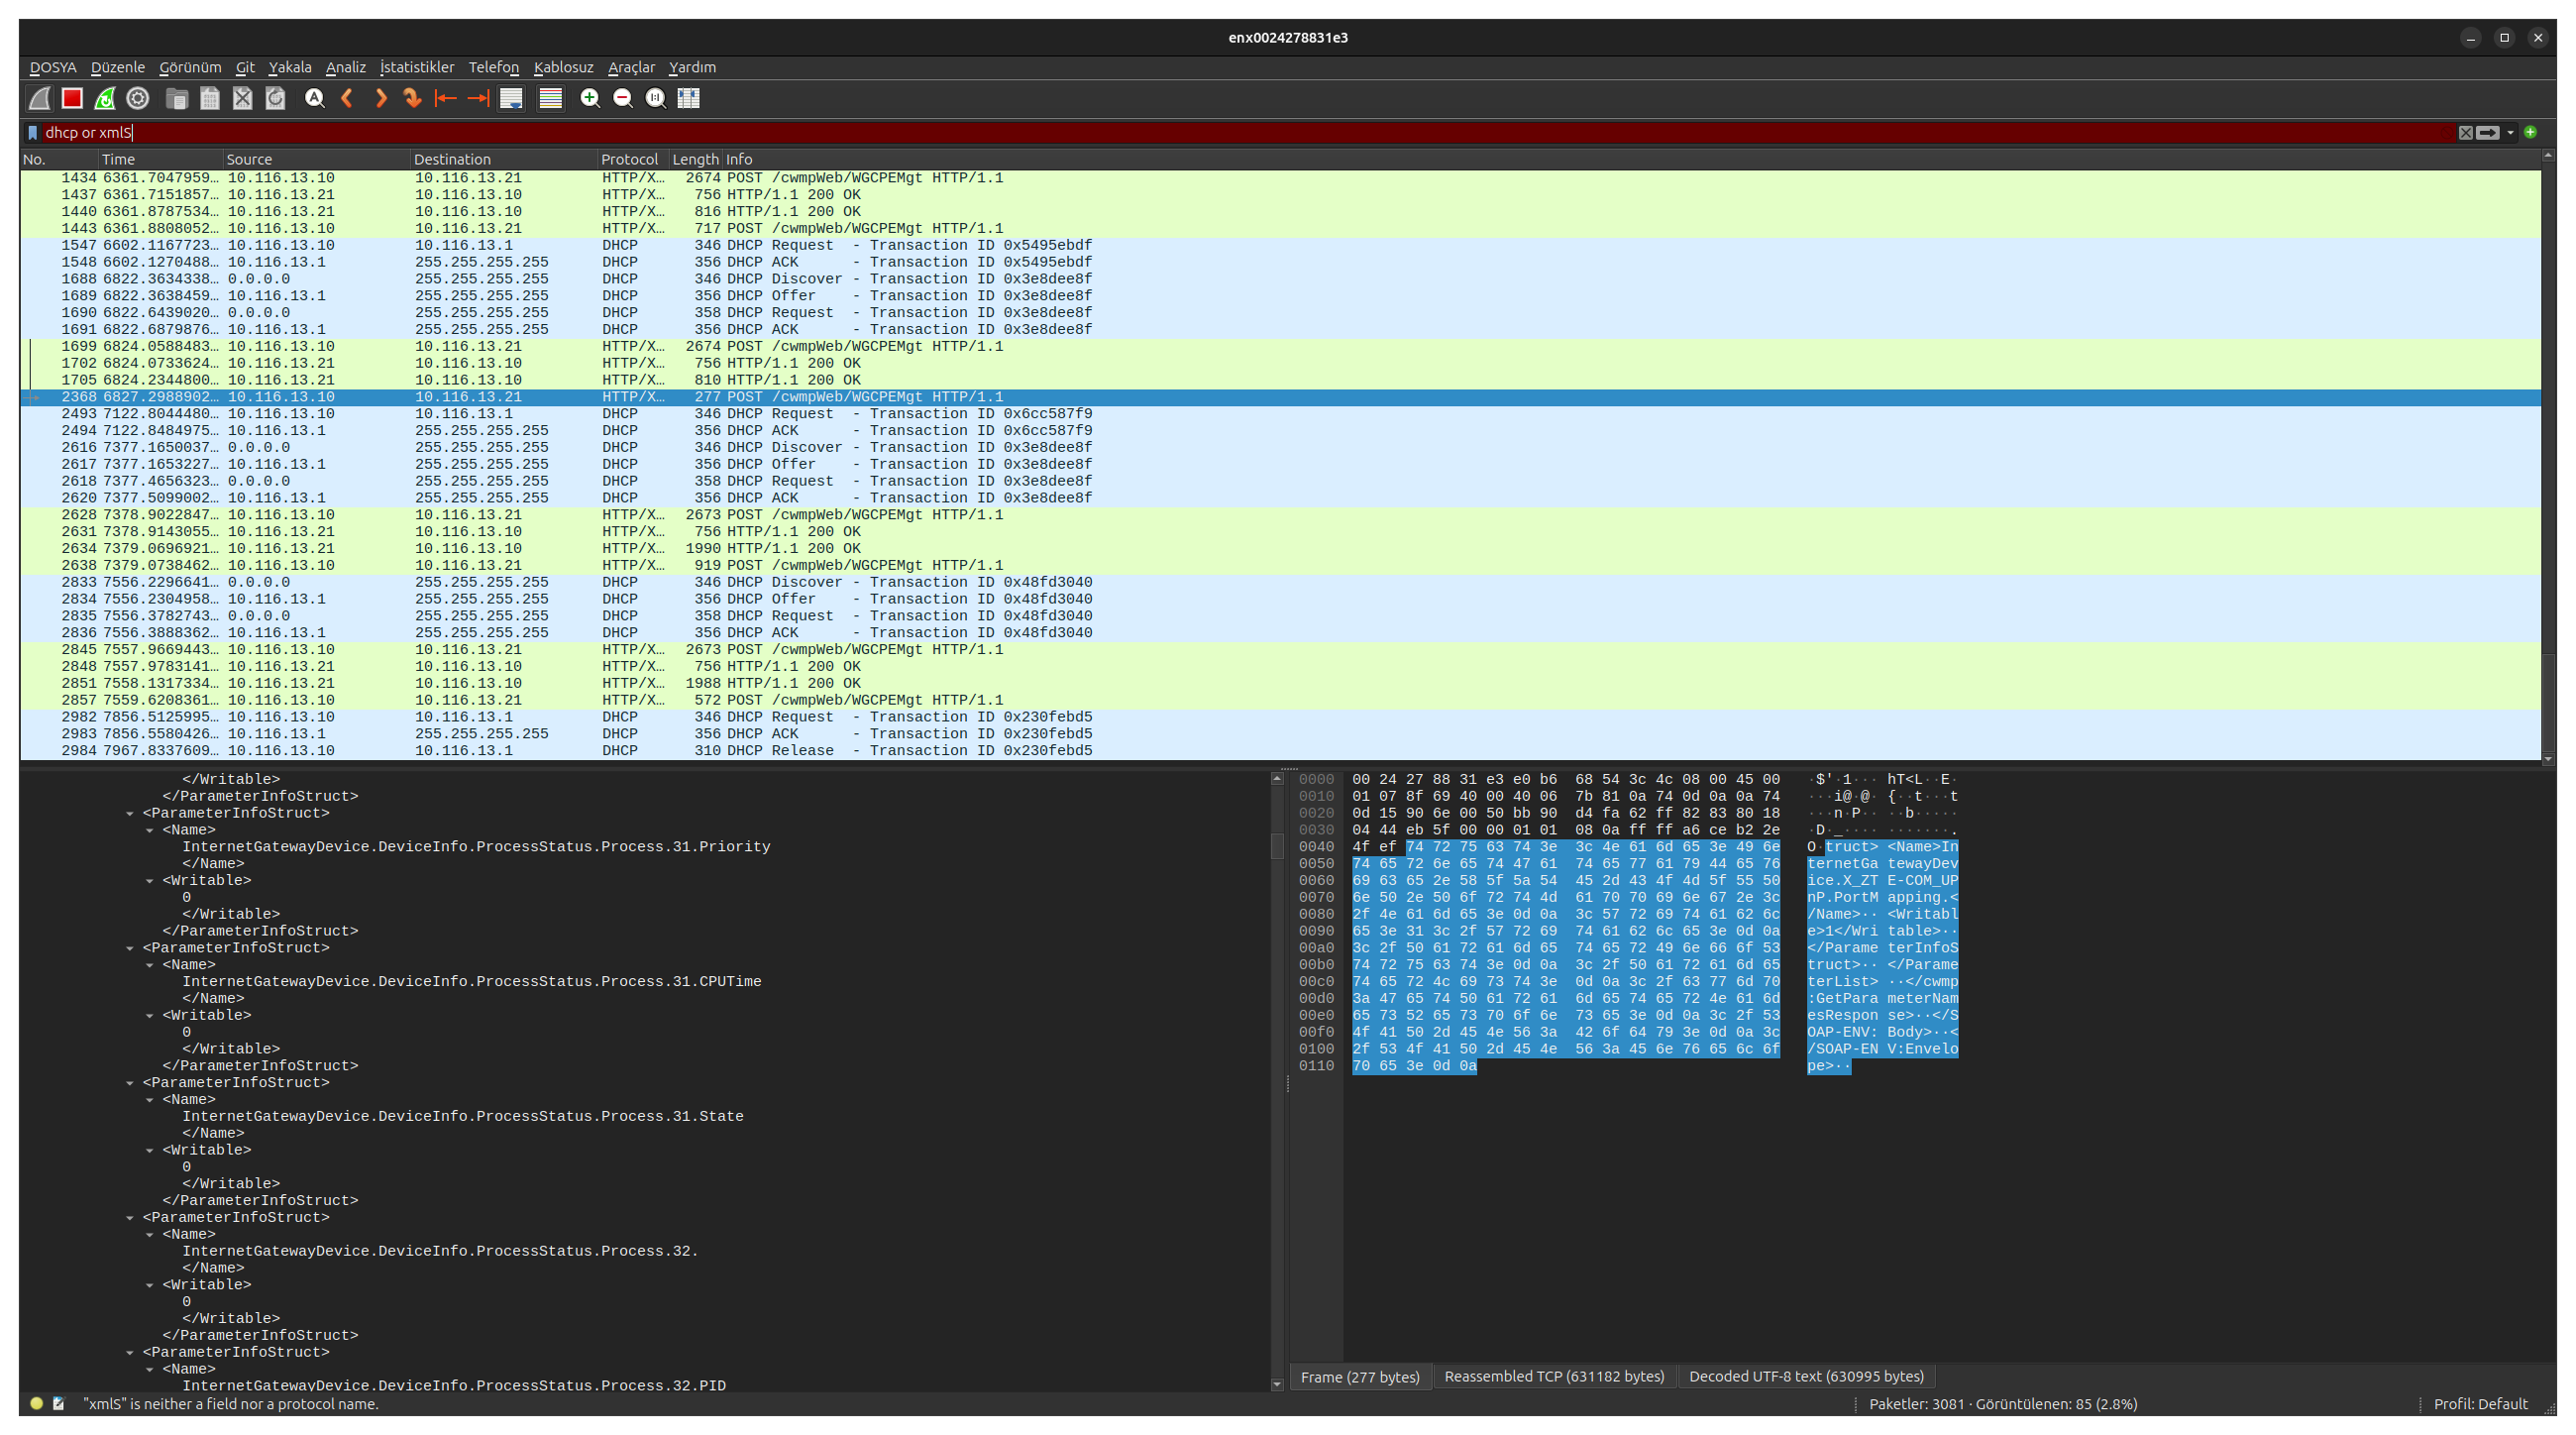 enx0024278831e3
DOSYA Düzenle Görünüm Git Yakala Analiz İstatistikler Telefon Kablosuz Araçlar Yardım
dhcp or xmlS
No. Time Source Destination Protocol Length Info
1434 6361.7047959… 10.116.13.10 10.116.13.21 HTTP/X… 2674 POST /cwmpWeb/WGCPEMgt HTTP/1.1
1437 6361.7151857… 10.116.13.21 10.116.13.10 HTTP/X… 756 HTTP/1.1 200 OK
1440 6361.8787534… 10.116.13.21 10.116.13.10 HTTP/X… 816 HTTP/1.1 200 OK
1443 6361.8808052… 10.116.13.10 10.116.13.21 HTTP/X… 717 POST /cwmpWeb/WGCPEMgt HTTP/1.1
1547 6602.1167723… 10.116.13.10 10.116.13.1 DHCP 346 DHCP Request - Transaction ID 0x5495ebdf
1548 6602.1270488… 10.116.13.1 255.255.255.255 DHCP 356 DHCP ACK - Transaction ID 0x5495ebdf
1688 6822.3634338… 0.0.0.0 255.255.255.255 DHCP 346 DHCP Discover - Transaction ID 0x3e8dee8f
1689 6822.3638459… 10.116.13.1 255.255.255.255 DHCP 356 DHCP Offer - Transaction ID 0x3e8dee8f
1690 6822.6439020… 0.0.0.0 255.255.255.255 DHCP 358 DHCP Request - Transaction ID 0x3e8dee8f
1691 6822.6879876… 10.116.13.1 255.255.255.255 DHCP 356 DHCP ACK - Transaction ID 0x3e8dee8f
1699 6824.0588483… 10.116.13.10 10.116.13.21 HTTP/X… 2674 POST /cwmpWeb/WGCPEMgt HTTP/1.1
1702 6824.0733624… 10.116.13.21 10.116.13.10 HTTP/X… 756 HTTP/1.1 200 OK
1705 6824.2344800… 10.116.13.21 10.116.13.10 HTTP/X… 810 HTTP/1.1 200 OK
2368 6827.2988902… 10.116.13.10 10.116.13.21 HTTP/X… 277 POST /cwmpWeb/WGCPEMgt HTTP/1.1
2493 7122.8044480… 10.116.13.10 10.116.13.1 DHCP 346 DHCP Request - Transaction ID 0x6cc587f9
2494 7122.8484975… 10.116.13.1 255.255.255.255 DHCP 356 DHCP ACK - Transaction ID 0x6cc587f9
2616 7377.1650037… 0.0.0.0 255.255.255.255 DHCP 346 DHCP Discover - Transaction ID 0x3e8dee8f
2617 7377.1653227… 10.116.13.1 255.255.255.255 DHCP 356 DHCP Offer - Transaction ID 0x3e8dee8f
2618 7377.4656323… 0.0.0.0 255.255.255.255 DHCP 358 DHCP Request - Transaction ID 0x3e8dee8f
2620 7377.5099002… 10.116.13.1 255.255.255.255 DHCP 356 DHCP ACK - Transaction ID 0x3e8dee8f
2628 7378.9022847… 10.116.13.10 10.116.13.21 HTTP/X… 2673 POST /cwmpWeb/WGCPEMgt HTTP/1.1
2631 7378.9143055… 10.116.13.21 10.116.13.10 HTTP/X… 756 HTTP/1.1 200 OK
2634 7379.0696921… 10.116.13.21 10.116.13.10 HTTP/X… 1990 HTTP/1.1 200 OK
2638 7379.0738462… 10.116.13.10 10.116.13.21 HTTP/X… 919 POST /cwmpWeb/WGCPEMgt HTTP/1.1
2833 7556.2296641… 0.0.0.0 255.255.255.255 DHCP 346 DHCP Discover - Transaction ID 0x48fd3040
2834 7556.2304958… 10.116.13.1 255.255.255.255 DHCP 356 DHCP Offer - Transaction ID 0x48fd3040
2835 7556.3782743… 0.0.0.0 255.255.255.255 DHCP 358 DHCP Request - Transaction ID 0x48fd3040
2836 7556.3888362… 10.116.13.1 255.255.255.255 DHCP 356 DHCP ACK - Transaction ID 0x48fd3040
2845 7557.9669443… 10.116.13.10 10.116.13.21 HTTP/X… 2673 POST /cwmpWeb/WGCPEMgt HTTP/1.1
2848 7557.9783141… 10.116.13.21 10.116.13.10 HTTP/X… 756 HTTP/1.1 200 OK
2851 7558.1317334… 10.116.13.21 10.116.13.10 HTTP/X… 1988 HTTP/1.1 200 OK
2857 7559.6208361… 10.116.13.10 10.116.13.21 HTTP/X… 572 POST /cwmpWeb/WGCPEMgt HTTP/1.1
2982 7856.5125995… 10.116.13.10 10.116.13.1 DHCP 346 DHCP Request - Transaction ID 0x230febd5
2983 7856.5580426… 10.116.13.1 255.255.255.255 DHCP 356 DHCP ACK - Transaction ID 0x230febd5
2984 7967.8337609… 10.116.13.10 10.116.13.1 DHCP 310 DHCP Release - Transaction ID 0x230febd5
</Writable>
</ParameterInfoStruct>
<ParameterInfoStruct>
<Name>
InternetGatewayDevice.DeviceInfo.ProcessStatus.Process.31.Priority
</Name>
<Writable>
0
</Writable>
</ParameterInfoStruct>
<ParameterInfoStruct>
<Name>
InternetGatewayDevice.DeviceInfo.ProcessStatus.Process.31.CPUTime
</Name>
<Writable>
0
</Writable>
</ParameterInfoStruct>
<ParameterInfoStruct>
<Name>
InternetGatewayDevice.DeviceInfo.ProcessStatus.Process.31.State
</Name>
<Writable>
0
</Writable>
</ParameterInfoStruct>
<ParameterInfoStruct>
<Name>
InternetGatewayDevice.DeviceInfo.ProcessStatus.Process.32.
</Name>
<Writable>
0
</Writable>
</ParameterInfoStruct>
<ParameterInfoStruct>
<Name>
InternetGatewayDevice.DeviceInfo.ProcessStatus.Process.32.PID
0000 00 24 27 88 31 e3 e0 b6 68 54 3c 4c 08 00 45 00 ·$'·1··· hT<L··E·
0010 01 07 8f 69 40 00 40 06 7b 81 0a 74 0d 0a 0a 74 ···i@·@· {··t···t
0020 0d 15 90 6e 00 50 bb 90 d4 fa 62 ff 82 83 80 18 ···n·P·· ··b·····
0030 04 44 eb 5f 00 00 01 01 08 0a ff ff a6 ce b2 2e ·D·_···· ·······.
0040 4f ef 74 72 75 63 74 3e 3c 4e 61 6d 65 3e 49 6e O·truct> <Name>In
0050 74 65 72 6e 65 74 47 61 74 65 77 61 79 44 65 76 ternetGa tewayDev
0060 69 63 65 2e 58 5f 5a 54 45 2d 43 4f 4d 5f 55 50 ice.X_ZT E-COM_UP
0070 6e 50 2e 50 6f 72 74 4d 61 70 70 69 6e 67 2e 3c nP.PortM apping.<
0080 2f 4e 61 6d 65 3e 0d 0a 3c 57 72 69 74 61 62 6c /Name>·· <Writabl
0090 65 3e 31 3c 2f 57 72 69 74 61 62 6c 65 3e 0d 0a e>1</Wri table>··
00a0 3c 2f 50 61 72 61 6d 65 74 65 72 49 6e 66 6f 53 </Parame terInfoS
00b0 74 72 75 63 74 3e 0d 0a 3c 2f 50 61 72 61 6d 65 truct>·· </Parame
00c0 74 65 72 4c 69 73 74 3e 0d 0a 3c 2f 63 77 6d 70 terList> ··</cwmp
00d0 3a 47 65 74 50 61 72 61 6d 65 74 65 72 4e 61 6d :GetPara meterNam
00e0 65 73 52 65 73 70 6f 6e 73 65 3e 0d 0a 3c 2f 53 esRespon se>··</S
00f0 4f 41 50 2d 45 4e 56 3a 42 6f 64 79 3e 0d 0a 3c OAP-ENV: Body>··<
0100 2f 53 4f 41 50 2d 45 4e 56 3a 45 6e 76 65 6c 6f /SOAP-EN V:Envelo
0110 70 65 3e 0d 0a pe>··
Frame (277 bytes) Reassembled TCP (631182 bytes) Decoded UTF-8 text (630995 bytes)
"xmlS" is neither a field nor a protocol name. Paketler: 3081 · Görüntülenen: 85 (2.8%) Profil: Default